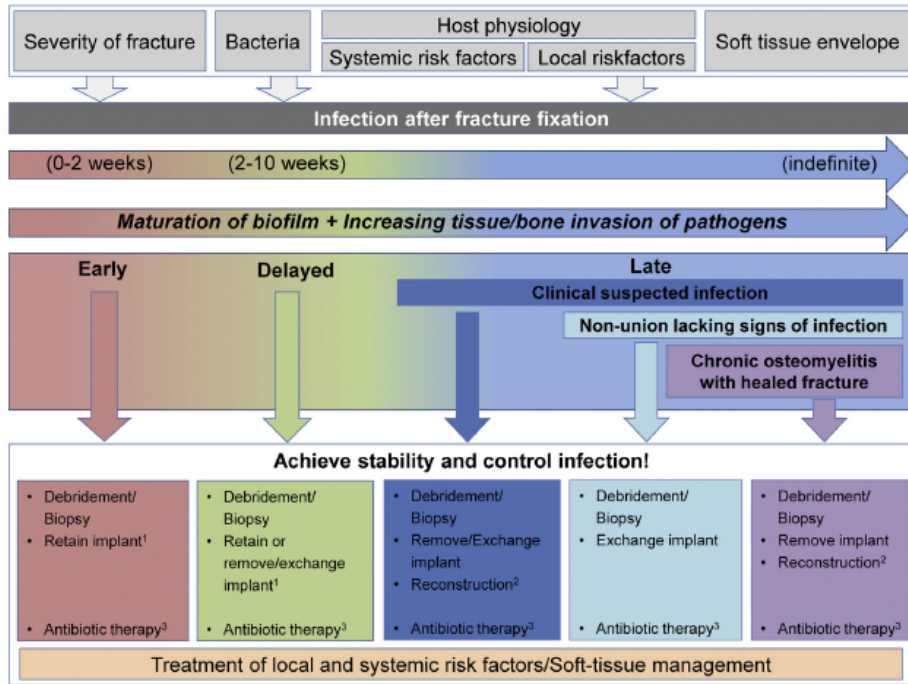 Severity of fracture
Bacteria
Host physiology
Systemic risk factors
Local riskfactors
Soft tissue envelope
Infection after fracture fixation
(0-2 weeks)
(2-10 weeks)
(indefinite)
Maturation of biofilm + Increasing tissue/bone invasion of pathogens
Early
Delayed
Late
Clinical suspected infection
Non-union lacking signs of infection
Chronic osteomyelitis
with healed fracture
Achieve stability and control infection!
• Debridement/
Biopsy
• Retain implant¹
• Antibiotic therapy³
• Debridement/
Biopsy
• Retain or
remove/exchange
implant¹
• Antibiotic therapy³
• Debridement/
Biopsy
• Remove/Exchange
implant
• Reconstruction²
• Antibiotic therapy³
• Debridement/
Biopsy
• Exchange implant
• Antibiotic therapy³
• Debridement/
Biopsy
• Remove implant
• Reconstruction²
• Antibiotic therapy³
Treatment of local and systemic risk factors/Soft-tissue management